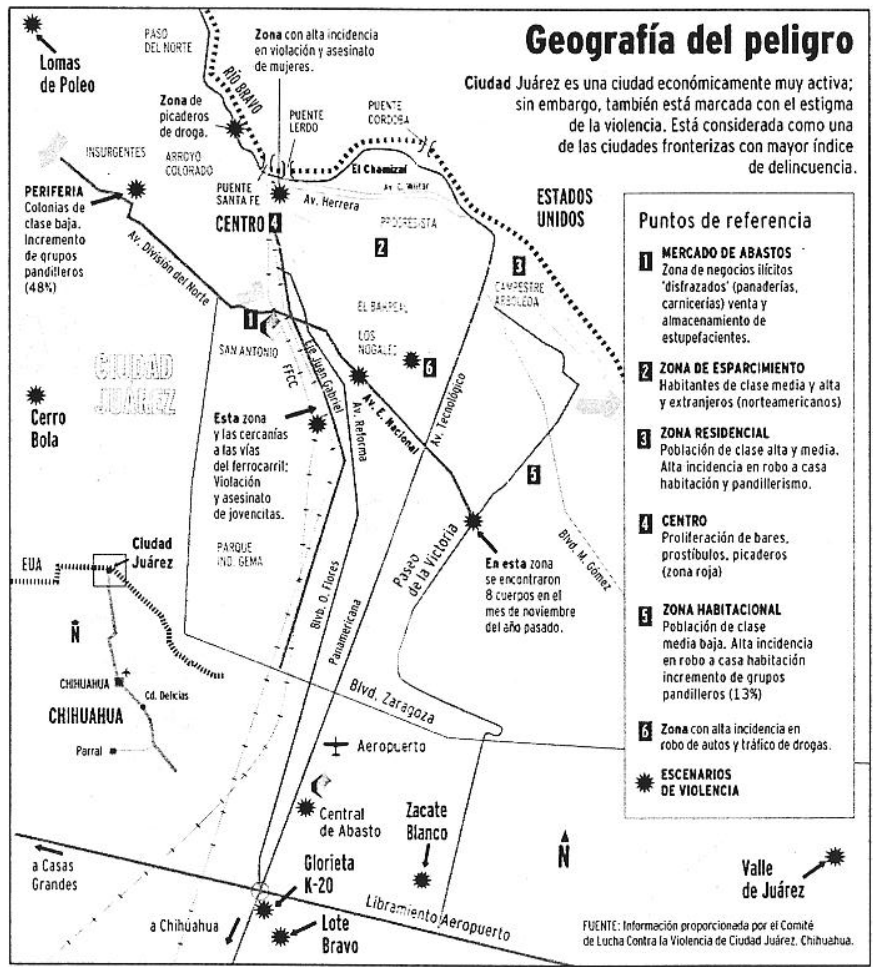 Geografía del peligro
Ciudad Juárez es una ciudad económicamente muy activa;
sin embargo, también está marcada con el estigma
de la violencia. Está considerada como una
de las ciudades fronterizas con mayor índice
de delincuencia.
Lomas
de Poleo
PASO
DEL NORTE
Zona con alta incidencia
en violación y asesinato
de mujeres.
RÍO BRAVO
Zona de
picaderos
de droga.
PUENTE
LERDO
PUENTE
CORDOBA
INSURGENTES
ARROYO
COLORADO
El Chamizal
PUENTE
SANTA FE
Av. Herrera
ESTADOS
UNIDOS
PERIFERIA
Colonias de
clase baja.
Incremento
de grupos
pandilleros
(48%)
CENTRO 4
PROGRESISTA
2
3
CAMPESTRE
ARBOLEDA
Av. División del Norte
1
SAN ANTONIO
LOS
NOGALES
6
CIUDAD
JUÁREZ
FFCC
Eje Juan Gabriel
Av. Reforma
Av. E. Nacional
Av. Tecnológico
Cerro
Bola
Esta zona
y las cercanías
a las vías
del ferrocarril:
Violación
y asesinato
de jovencitas.
5
PARQUE
IND. GEMA
Paseo
de la Victoria
Blvd. M. Gomez
En esta zona
se encontraron
8 cuerpos en el
mes de noviembre
del año pasado.
Ciudad
Juárez
EUA
N
CHIHUAHUA
Cd. Delicias
CHIHUAHUA
Parral
Blvb. O. Flores
Panamericana
Blvd. Zaragoza
Aeropuerto
Central
de Abasto
Zacate
Blanco
a Casas
Grandes
Glorieta
K-20
a Chihuahua
Lote
Bravo
Libramiento Aeropuerto
N
Valle
de Juárez
Puntos de referencia
1 MERCADO DE ABASTOS
Zona de negocios ilícitos
'disfrazados' (panaderías,
carnicerías) venta y
almacenamiento de
estupefacientes.
2 ZONA DE ESPARCIMIENTO
Habitantes de clase media y alta
y extranjeros (norteamericanos)
3 ZONA RESIDENCIAL
Población de clase alta y media.
Alta incidencia en robo a casa
habitación y pandillerismo.
4 CENTRO
Proliferación de bares,
prostíbulos, picaderos
(zona roja)
5 ZONA HABITACIONAL
Población de clase
media baja. Alta incidencia
en robo a casa habitación
incremento de grupos
pandilleros (13%)
6 Zona con alta incidencia en
robo de autos y tráfico de drogas.
ESCENARIOS
DE VIOLENCIA
FUENTE: Información proporcionada por el Comité
de Lucha Contra la Violencia de Ciudad Juárez, Chihuahua.